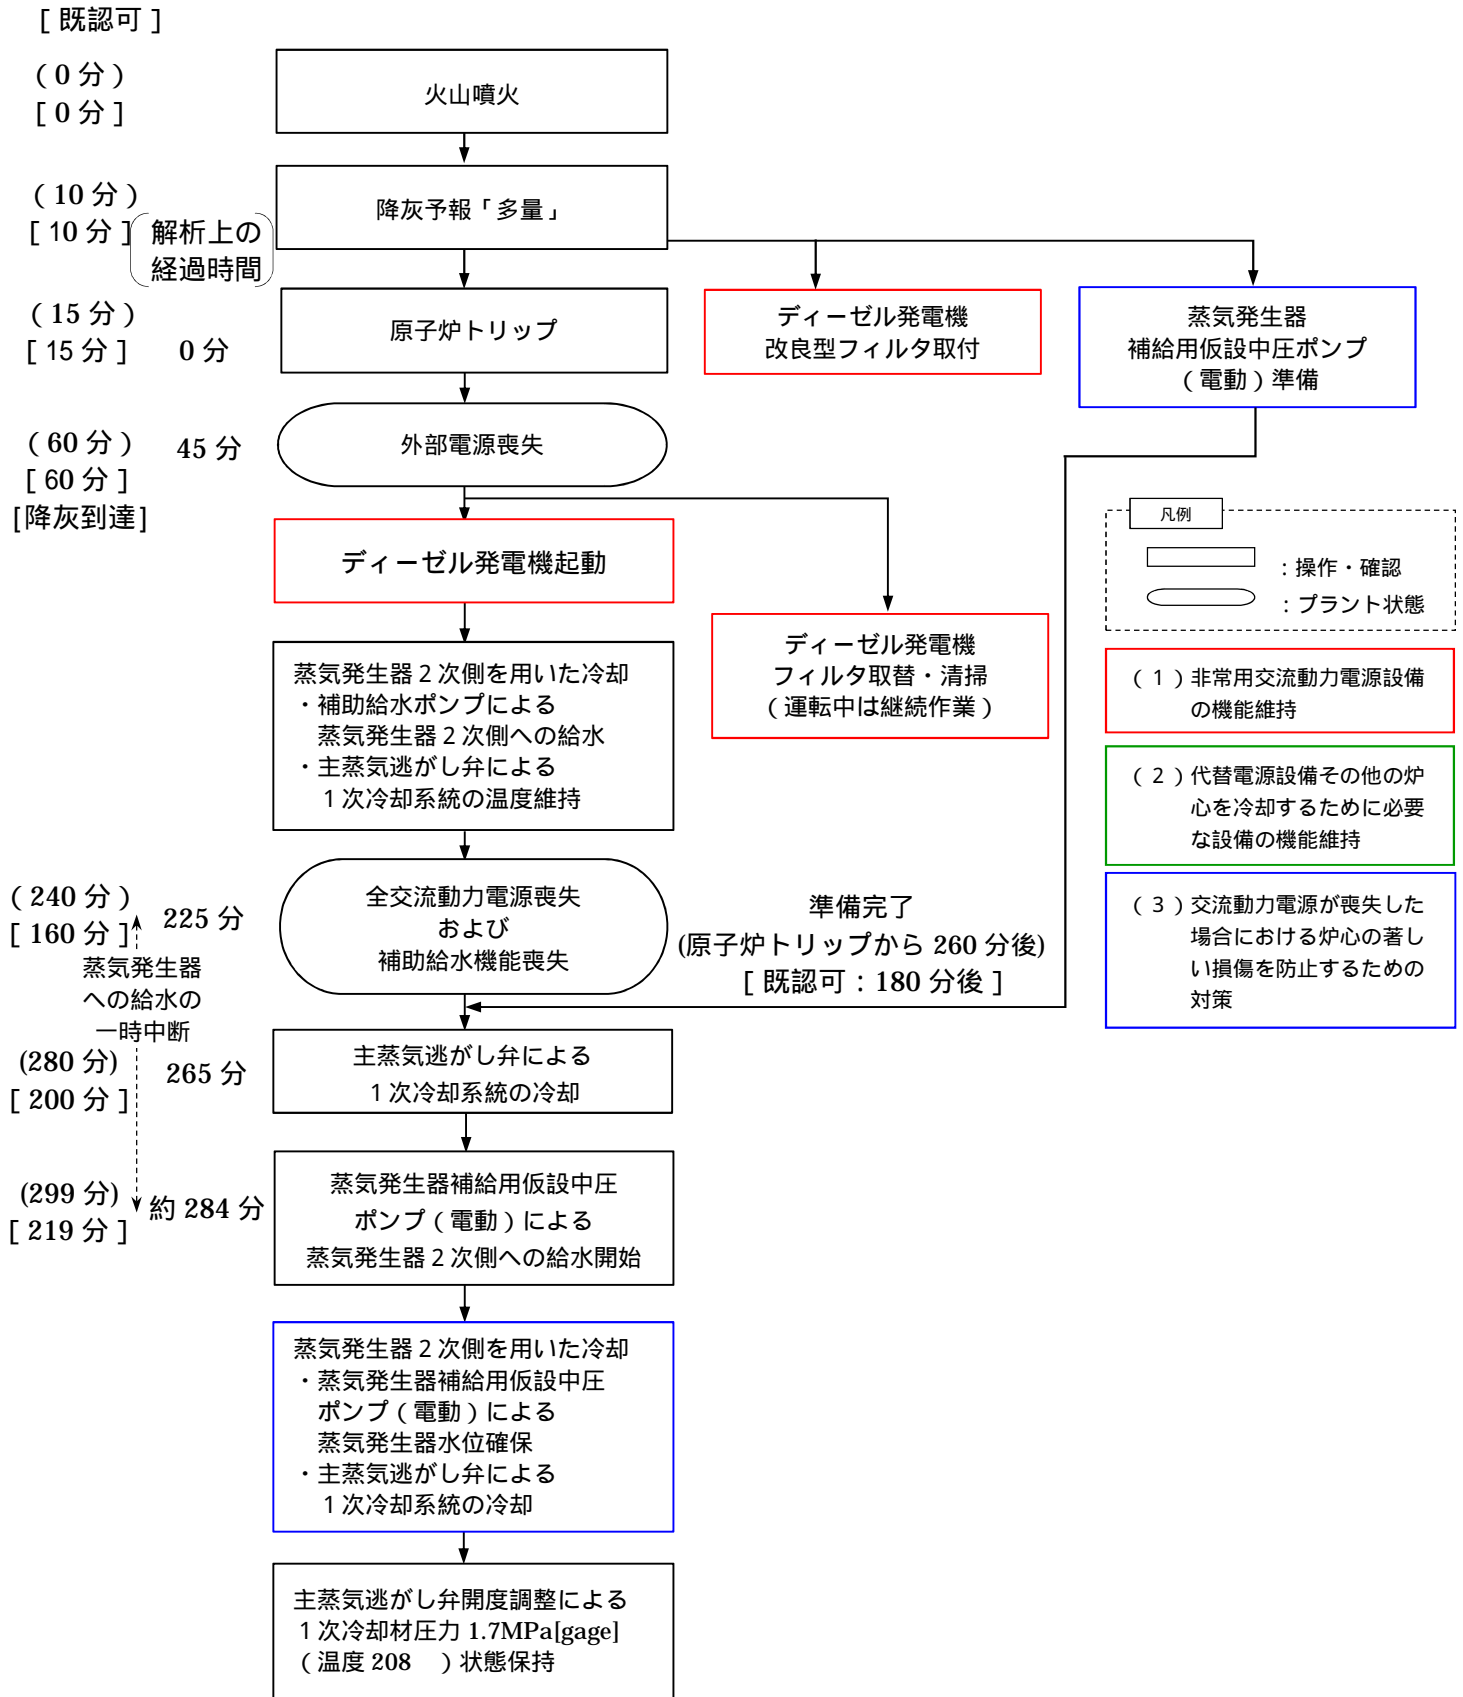 [ 既認可 ]
( 0 分 )
[ 0 分 ]
火山噴火
( 10 分 )
[ 10 分 ]
解析上の
経過時間
降灰予報「多量」
( 15 分 )
[ 15 分 ]
0 分
原子炉トリップ
ディーゼル発電機
改良型フィルタ取付
蒸気発生器
補給用仮設中圧ポンプ
(電動)準備
( 60 分 )
[ 60 分 ]
[降灰到達]
45 分
外部電源喪失
ディーゼル発電機起動
ディーゼル発電機
フィルタ取替・清掃
(運転中は継続作業)
凡例
:操作・確認
:プラント状態
(1)非常用交流動力電源設備
の機能維持
(2)代替電源設備その他の炉
心を冷却するために必要
な設備の機能維持
(3)交流動力電源が喪失した
場合における炉心の著し
い損傷を防止するための
対策
蒸気発生器2次側を用いた冷却
・補助給水ポンプによる
蒸気発生器2次側への給水
・主蒸気逃がし弁による
1次冷却系統の温度維持
( 240 分 )
[ 160 分 ]
225 分
全交流動力電源喪失
および
補助給水機能喪失
準備完了
(原子炉トリップから 260 分後)
[ 既認可:180 分後 ]
蒸気発生器
への給水の
一時中断
(280 分)
[ 200 分 ]
265 分
主蒸気逃がし弁による
1次冷却系統の冷却
(299 分)
[ 219 分 ]
約 284 分
蒸気発生器補給用仮設中圧
ポンプ(電動)による
蒸気発生器2次側への給水開始
蒸気発生器2次側を用いた冷却
・蒸気発生器補給用仮設中圧
ポンプ(電動)による
蒸気発生器水位確保
・主蒸気逃がし弁による
1次冷却系統の冷却
主蒸気逃がし弁開度調整による
1次冷却材圧力 1.7MPa[gage]
(温度 208 )状態保持